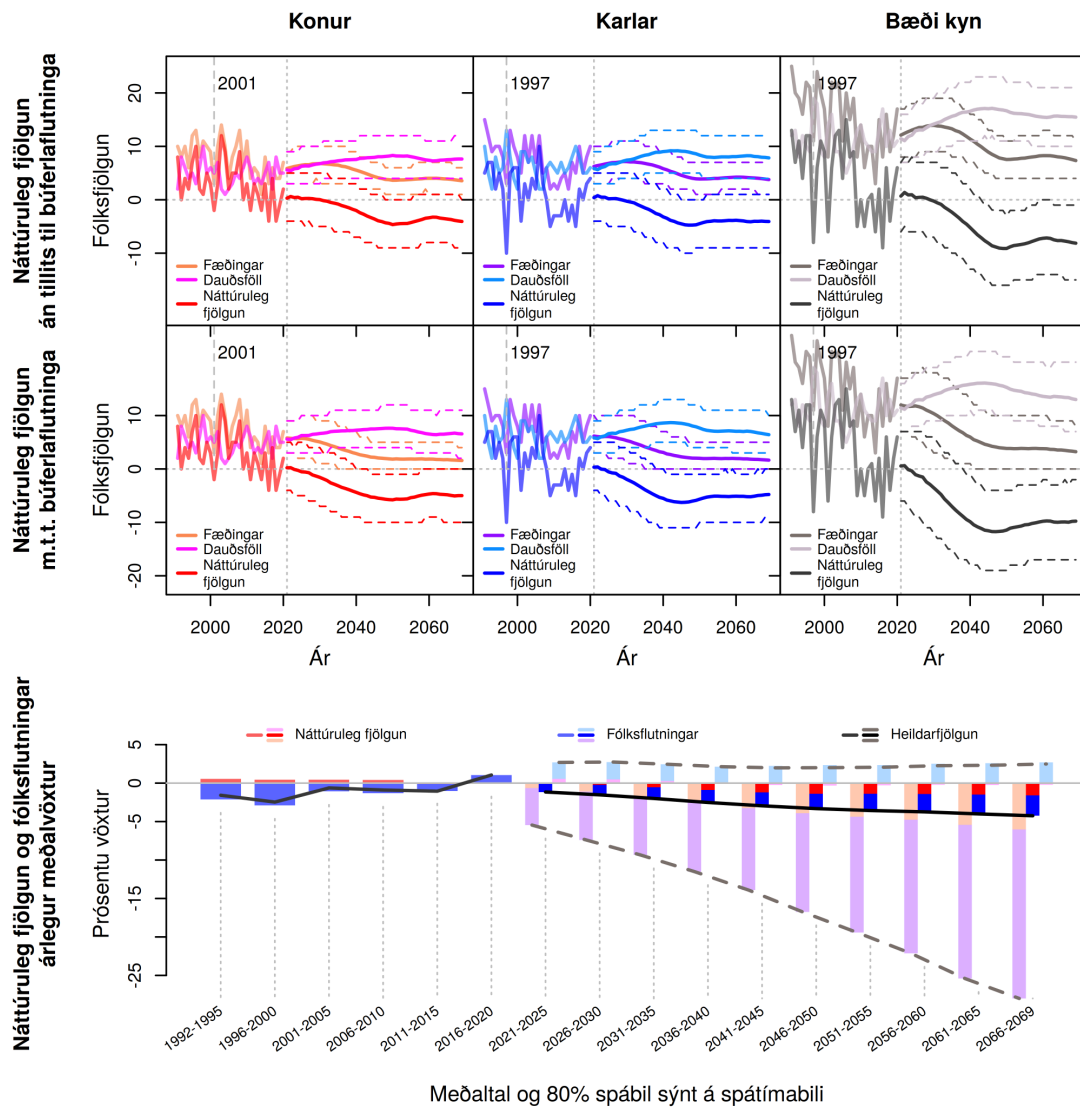 Konur
Karlar
Bæði kyn
Náttúruleg fjölgun
án tillits til búferlaflutninga
Fólksfjölgun
20
10
0
-10
2001
1997
1997
Fæðingar
Dauðsföll
Náttúruleg
fjölgun
Fæðingar
Dauðsföll
Náttúruleg
fjölgun
Fæðingar
Dauðsföll
Náttúruleg
fjölgun
Náttúruleg fjölgun
m.t.t. búferlaflutninga
Fólksfjölgun
20
10
0
-10
-20
2001
1997
1997
Fæðingar
Dauðsföll
Náttúruleg
fjölgun
Fæðingar
Dauðsföll
Náttúruleg
fjölgun
Fæðingar
Dauðsföll
Náttúruleg
fjölgun
2000 2020 2040 2060
2000 2020 2040 2060
2000 2020 2040 2060
Ár
Ár
Ár
Náttúruleg fjölgun og fólksflutningar
árlegur meðalvöxtur
Prósentu vöxtur
Náttúruleg fjölgun
Fólksflutningar
Heildarfjölgun
5
0
-5
-15
-25
1992-1995
1996-2000
2001-2005
2006-2010
2011-2015
2016-2020
2021-2025
2026-2030
2031-2035
2036-2040
2041-2045
2046-2050
2051-2055
2056-2060
2061-2065
2066-2069
Meðaltal og 80% spábil sýnt á spátímabili